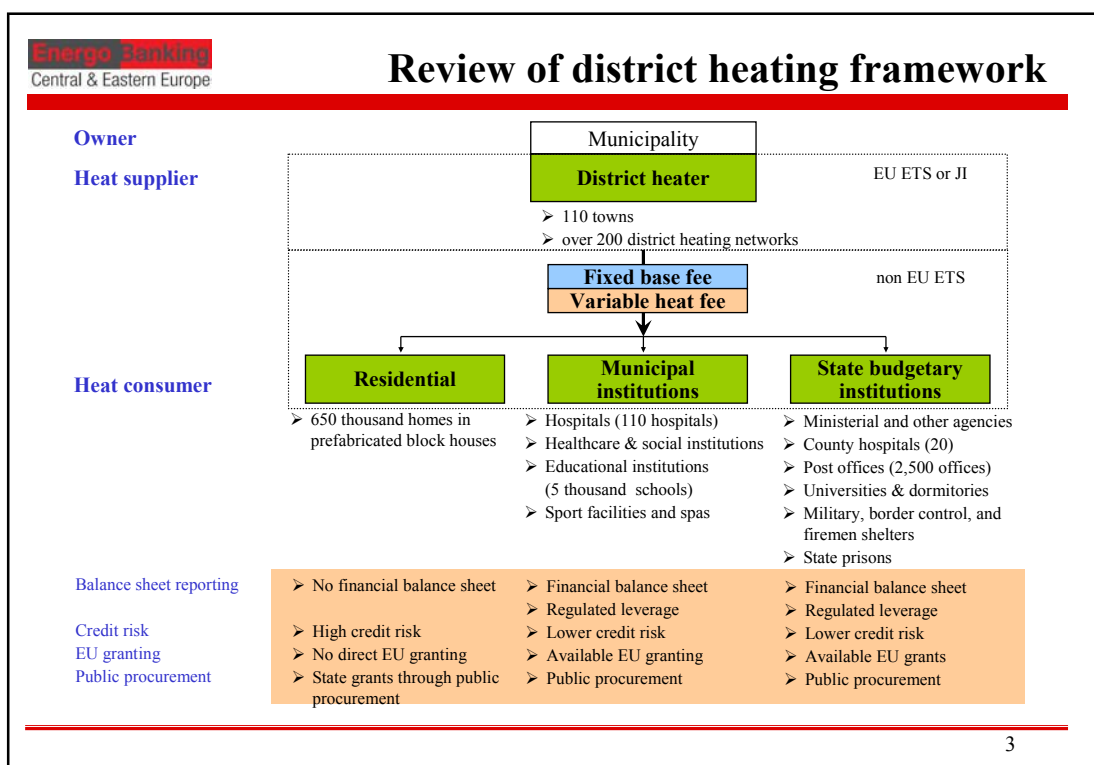 Energo Banking
Central & Eastern Europe
Review of district heating framework
Owner
Municipality
Heat supplier
District heater
EU ETS or JI
➢ 110 towns
➢ over 200 district heating networks
Fixed base fee
non EU ETS
Variable heat fee
Heat consumer
Residential
➢ 650 thousand homes in
prefabricated block houses
Municipal
institutions
➢ Hospitals (110 hospitals)
➢ Healthcare & social institutions
➢ Educational institutions
(5 thousand schools)
➢ Sport facilities and spas
State budgetary
institutions
➢ Ministerial and other agencies
➢ County hospitals (20)
➢ Post offices (2,500 offices)
➢ Universities & dormitories
➢ Military, border control, and
firemen shelters
➢ State prisons
Balance sheet reporting
Credit risk
EU granting
Public procurement
➢ No financial balance sheet
➢ High credit risk
➢ No direct EU granting
➢ State grants through public
procurement
➢ Financial balance sheet
➢ Regulated leverage
➢ Lower credit risk
➢ Available EU granting
➢ Public procurement
➢ Financial balance sheet
➢ Regulated leverage
➢ Lower credit risk
➢ Available EU grants
➢ Public procurement
3